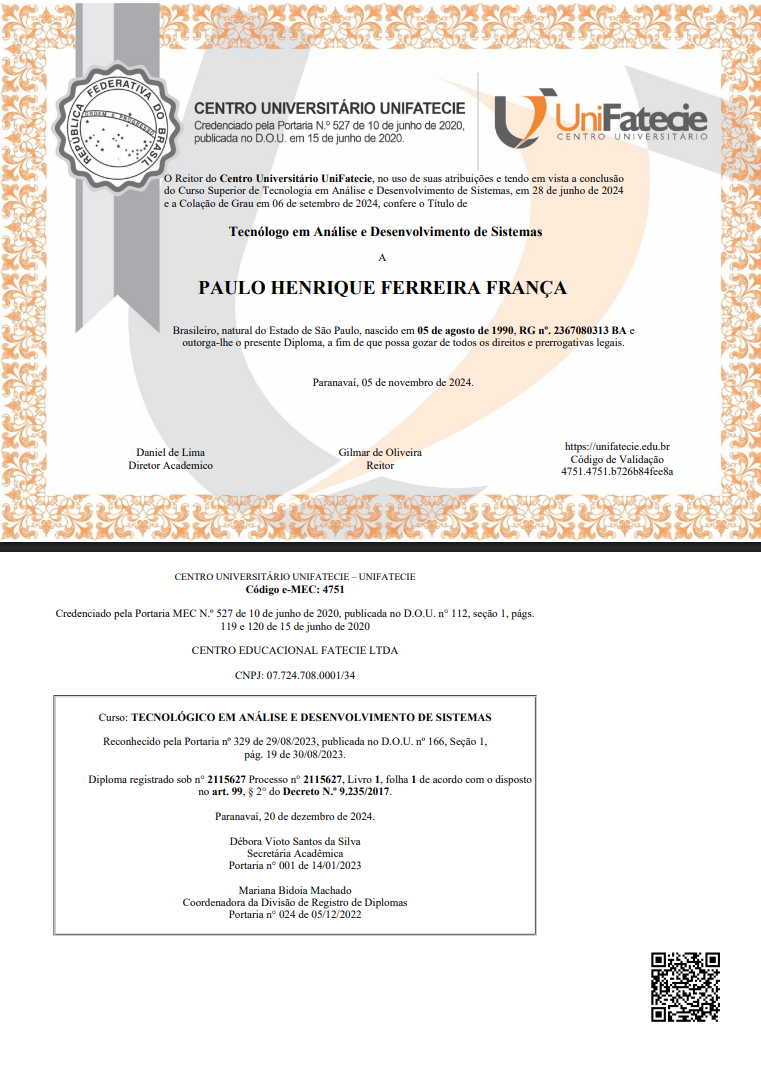 REPÚBLICA FEDERATIVA DO BRASIL
ORDEM E PROGRESSO
CENTRO UNIVERSITÁRIO UNIFATECIE
Credenciado pela Portaria N.º 527 de 10 de junho de 2020,
publicada no D.O.U. em 15 de junho de 2020.
UniFatecie
CENTRO UNIVERSITÁRIO
O Reitor do Centro Universitário UniFatecie, no uso de suas atribuições e tendo em vista a conclusão
do Curso Superior de Tecnologia em Análise e Desenvolvimento de Sistemas, em 28 de junho de 2024
e a Colação de Grau em 06 de setembro de 2024, confere o Título de
Tecnólogo em Análise e Desenvolvimento de Sistemas
A
PAULO HENRIQUE FERREIRA FRANÇA
Brasileiro, natural do Estado de São Paulo, nascido em 05 de agosto de 1990, RG nº. 2367080313 BA e
outorga-lhe o presente Diploma, a fim de que possa gozar de todos os direitos e prerrogativas legais.
Paranavaí, 05 de novembro de 2024.
Daniel de Lima
Diretor Academico
Gilmar de Oliveira
Reitor
https://unifatecie.edu.br
Código de Validação
4751.4751.b726b84fee8a
CENTRO UNIVERSITÁRIO UNIFATECIE – UNIFATECIE
Código e-MEC: 4751
Credenciado pela Portaria MEC N.º 527 de 10 de junho de 2020, publicada no D.O.U. n° 112, seção 1, págs.
119 e 120 de 15 de junho de 2020
CENTRO EDUCACIONAL FATECIE LTDA
CNPJ: 07.724.708.0001/34
Curso: TECNOLÓGICO EM ANÁLISE E DESENVOLVIMENTO DE SISTEMAS
Reconhecido pela Portaria nº 329 de 29/08/2023, publicada no D.O.U. nº 166, Seção 1,
pág. 19 de 30/08/2023.
Diploma registrado sob n° 2115627 Processo n° 2115627, Livro 1, folha 1 de acordo com o disposto
no art. 99, § 2° do Decreto N.º 9.235/2017.
Paranavaí, 20 de dezembro de 2024.
Débora Vioto Santos da Silva
Secretária Acadêmica
Portaria n° 001 de 14/01/2023
Mariana Bidoia Machado
Coordenadora da Divisão de Registro de Diplomas
Portaria n° 024 de 05/12/2022